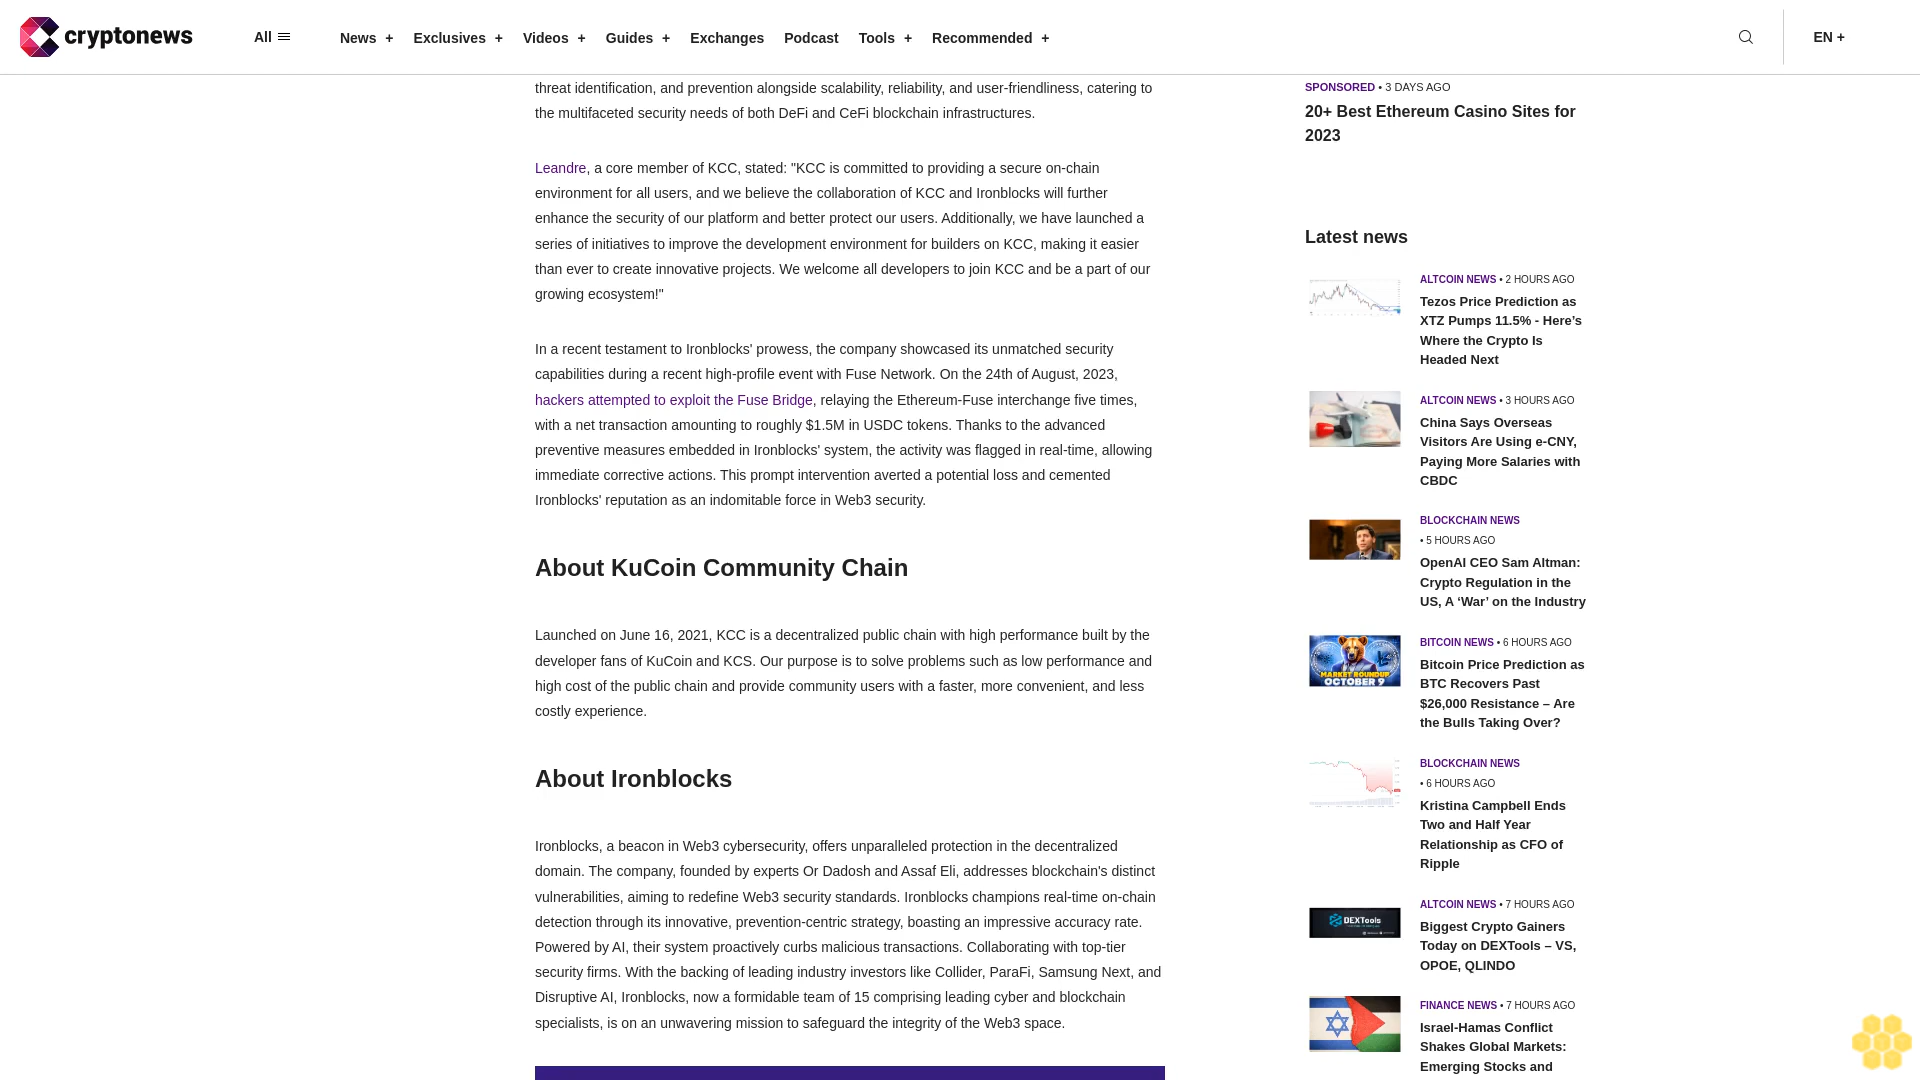 cryptonews
All
News +
Exclusives +
Videos +
Guides +
Exchanges
Podcast
Tools +
Recommended +
EN +
threat identification, and prevention alongside scalability, reliability, and user-friendliness, catering to
the multifaceted security needs of both DeFi and CeFi blockchain infrastructures.
Leandre, a core member of KCC, stated: "KCC is committed to providing a secure on-chain
environment for all users, and we believe the collaboration of KCC and Ironblocks will further
enhance the security of our platform and better protect our users. Additionally, we have launched a
series of initiatives to improve the development environment for builders on KCC, making it easier
than ever to create innovative projects. We welcome all developers to join KCC and be a part of our
growing ecosystem!"
In a recent testament to Ironblocks' prowess, the company showcased its unmatched security
capabilities during a recent high-profile event with Fuse Network. On the 24th of August, 2023,
hackers attempted to exploit the Fuse Bridge, relaying the Ethereum-Fuse interchange five times,
with a net transaction amounting to roughly $1.5M in USDC tokens. Thanks to the advanced
preventive measures embedded in Ironblocks' system, the activity was flagged in real-time, allowing
immediate corrective actions. This prompt intervention averted a potential loss and cemented
Ironblocks' reputation as an indomitable force in Web3 security.
About KuCoin Community Chain
Launched on June 16, 2021, KCC is a decentralized public chain with high performance built by the
developer fans of KuCoin and KCS. Our purpose is to solve problems such as low performance and
high cost of the public chain and provide community users with a faster, more convenient, and less
costly experience.
About Ironblocks
Ironblocks, a beacon in Web3 cybersecurity, offers unparalleled protection in the decentralized
domain. The company, founded by experts Or Dadosh and Assaf Eli, addresses blockchain's distinct
vulnerabilities, aiming to redefine Web3 security standards. Ironblocks champions real-time on-chain
detection through its innovative, prevention-centric strategy, boasting an impressive accuracy rate.
Powered by AI, their system proactively curbs malicious transactions. Collaborating with top-tier
security firms. With the backing of leading industry investors like Collider, ParaFi, Samsung Next, and
Disruptive AI, Ironblocks, now a formidable team of 15 comprising leading cyber and blockchain
specialists, is on an unwavering mission to safeguard the integrity of the Web3 space.
SPONSORED • 3 DAYS AGO
20+ Best Ethereum Casino Sites for
2023
Latest news
ALTCOIN NEWS • 2 HOURS AGO
Tezos Price Prediction as
XTZ Pumps 11.5% - Here’s
Where the Crypto Is
Headed Next
ALTCOIN NEWS • 3 HOURS AGO
China Says Overseas
Visitors Are Using e-CNY,
Paying More Salaries with
CBDC
BLOCKCHAIN NEWS
• 5 HOURS AGO
OpenAI CEO Sam Altman:
Crypto Regulation in the
US, A ‘War’ on the Industry
MARKET ROUNDUP
OCTOBER 9
BITCOIN NEWS • 6 HOURS AGO
Bitcoin Price Prediction as
BTC Recovers Past
$26,000 Resistance – Are
the Bulls Taking Over?
BLOCKCHAIN NEWS
• 6 HOURS AGO
Kristina Campbell Ends
Two and Half Year
Relationship as CFO of
Ripple
DEXTools
ALTCOIN NEWS • 7 HOURS AGO
Biggest Crypto Gainers
Today on DEXTools – VS,
OPOE, QLINDO
FINANCE NEWS • 7 HOURS AGO
Israel-Hamas Conflict
Shakes Global Markets:
Emerging Stocks and